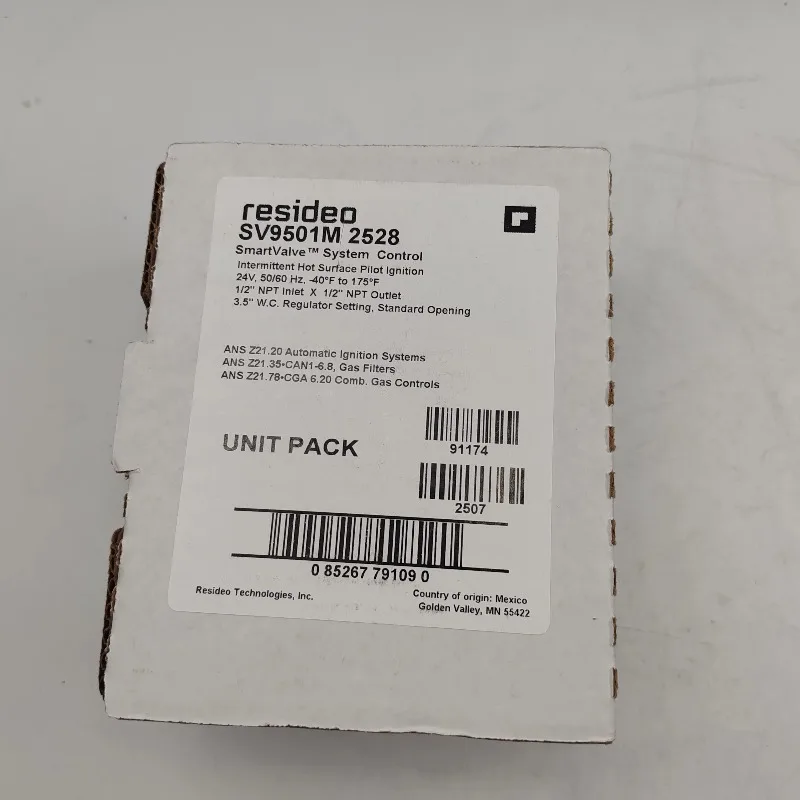 resideo
SV9501M 2528
SmartValve™ System Control
Intermittent Hot Surface Pilot Ignition
24V, 50/60 Hz, -40°F to 175°F
1/2" NPT Inlet X 1/2" NPT Outlet
3.5" W.C. Regulator Setting, Standard Opening
ANS Z21.20 Automatic Ignition Systems
ANS Z21.35•CAN1-6.8, Gas Filters
ANS Z21.78•CGA 6.20 Comb. Gas Controls
UNIT PACK
91174
2507
0 85267 79109 0
Resideo Technologies, Inc.
Country of origin: Mexico
Golden Valley, MN 55422